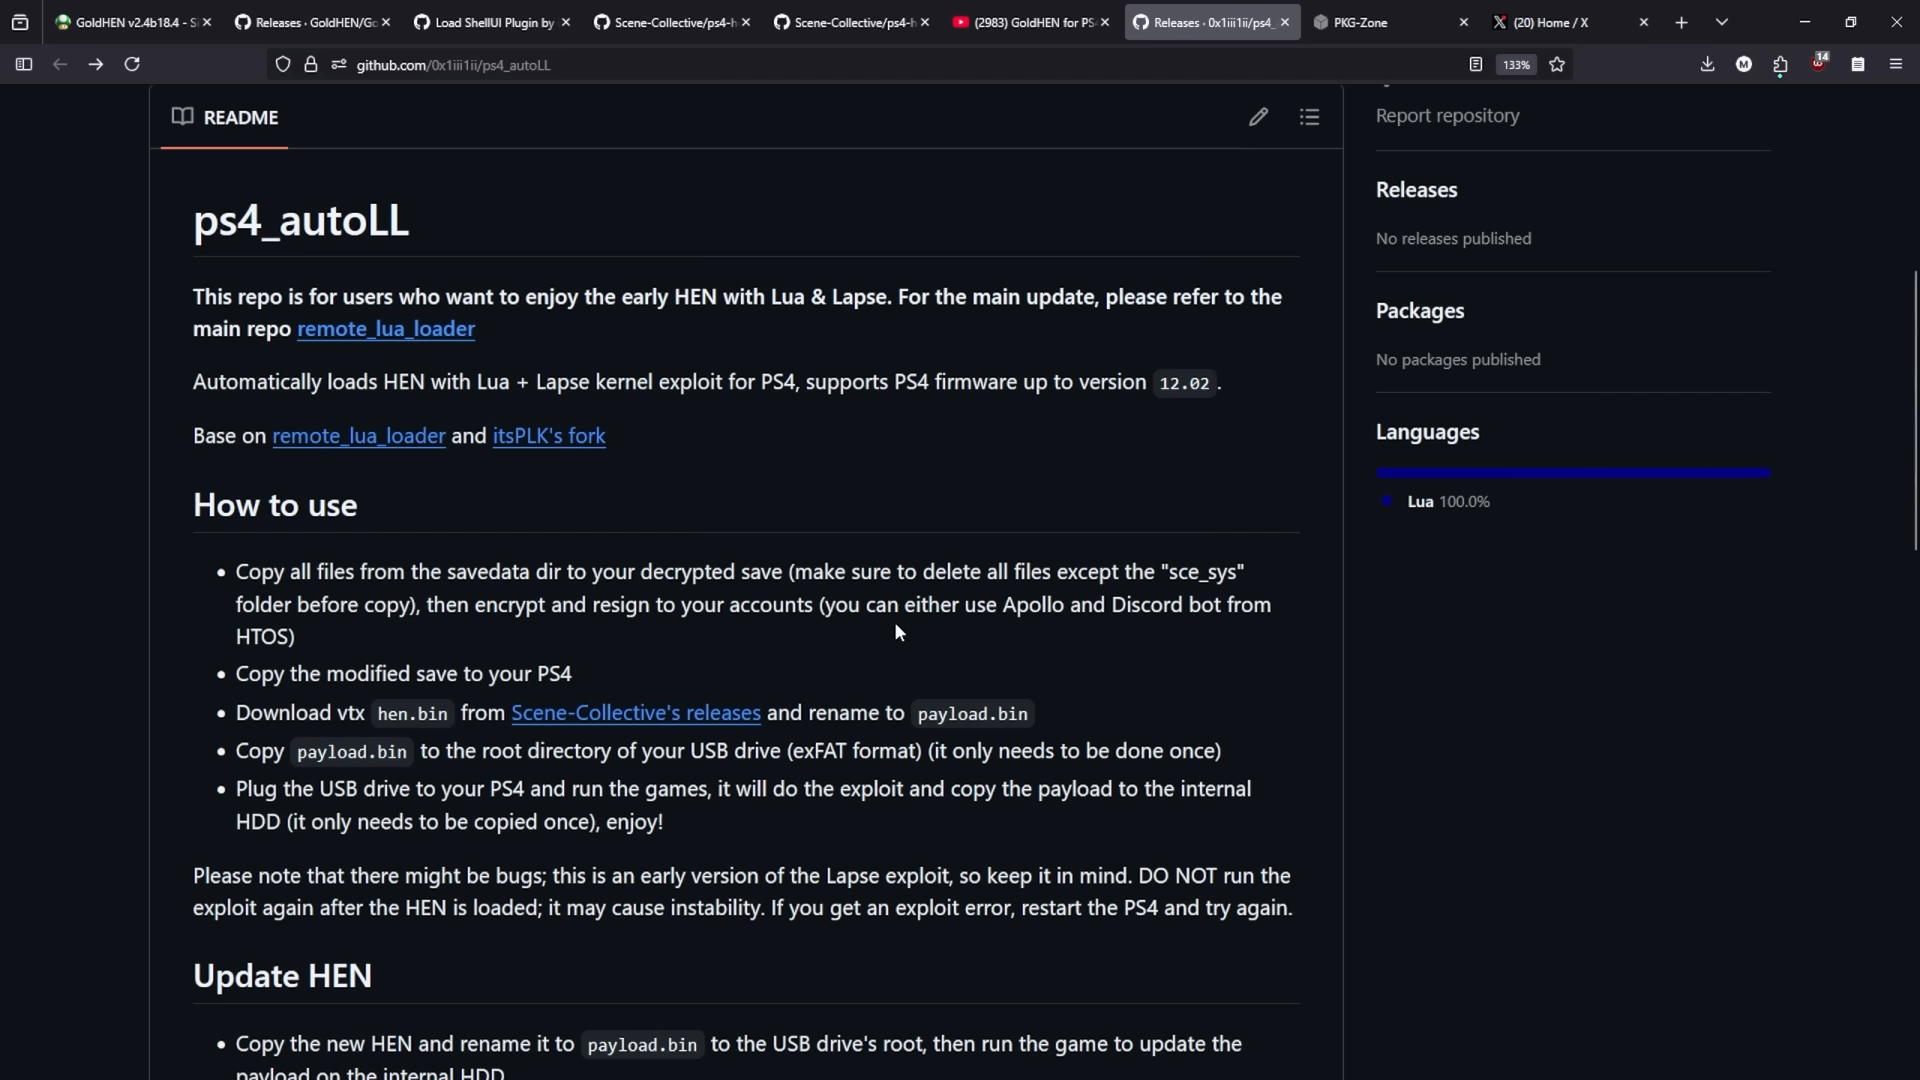 GoldHEN v2.4b18.4 - Si
Releases · GoldHEN/Go
Load ShellUI Plugin by
Scene-Collective/ps4-h
Scene-Collective/ps4-h
(2983) GoldHEN for PS
Releases · 0x1iii1ii/ps4_
PKG-Zone
(20) Home / X
github.com/0x1iii1ii/ps4_autoLL
133%
M
14
README
Report repository
ps4_autoLL
Releases
No releases published
This repo is for users who want to enjoy the early HEN with Lua & Lapse. For the main update, please refer to the
main repo remote_lua_loader
Packages
No packages published
Automatically loads HEN with Lua + Lapse kernel exploit for PS4, supports PS4 firmware up to version 12.02.
Base on remote_lua_loader and itsPLK's fork
Languages
Lua 100.0%
How to use
• Copy all files from the savedata dir to your decrypted save (make sure to delete all files except the "sce_sys"
folder before copy), then encrypt and resign to your accounts (you can either use Apollo and Discord bot from
HTOS)
• Copy the modified save to your PS4
• Download vtx hen.bin from Scene-Collective's releases and rename to payload.bin
• Copy payload.bin to the root directory of your USB drive (exFAT format) (it only needs to be done once)
• Plug the USB drive to your PS4 and run the games, it will do the exploit and copy the payload to the internal
HDD (it only needs to be copied once), enjoy!
Please note that there might be bugs; this is an early version of the Lapse exploit, so keep it in mind. DO NOT run the
exploit again after the HEN is loaded; it may cause instability. If you get an exploit error, restart the PS4 and try again.
Update HEN
• Copy the new HEN and rename it to payload.bin to the USB drive's root, then run the game to update the
payload on the internal HDD